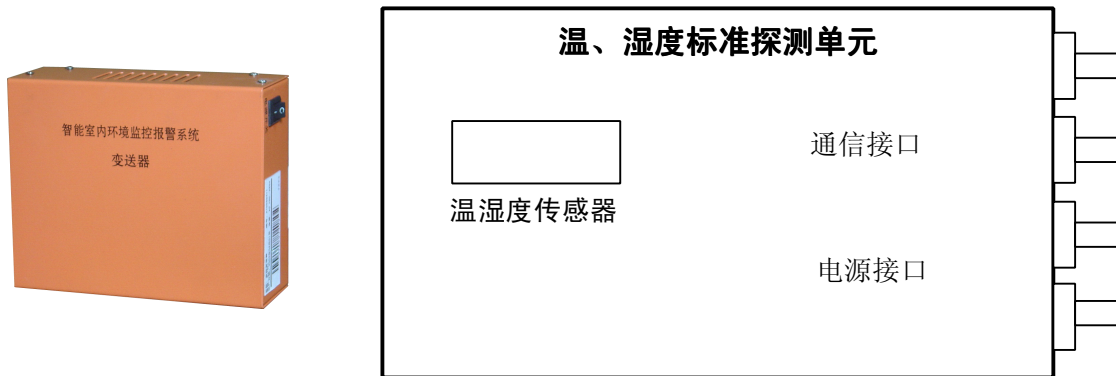 智能室内环境监控报警系统
变送器
温、湿度标准探测单元
通信接口
温湿度传感器
电源接口